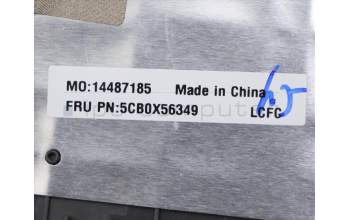 MO:14487185 Made in China
FRU PN:5CB0X56349 LCFC